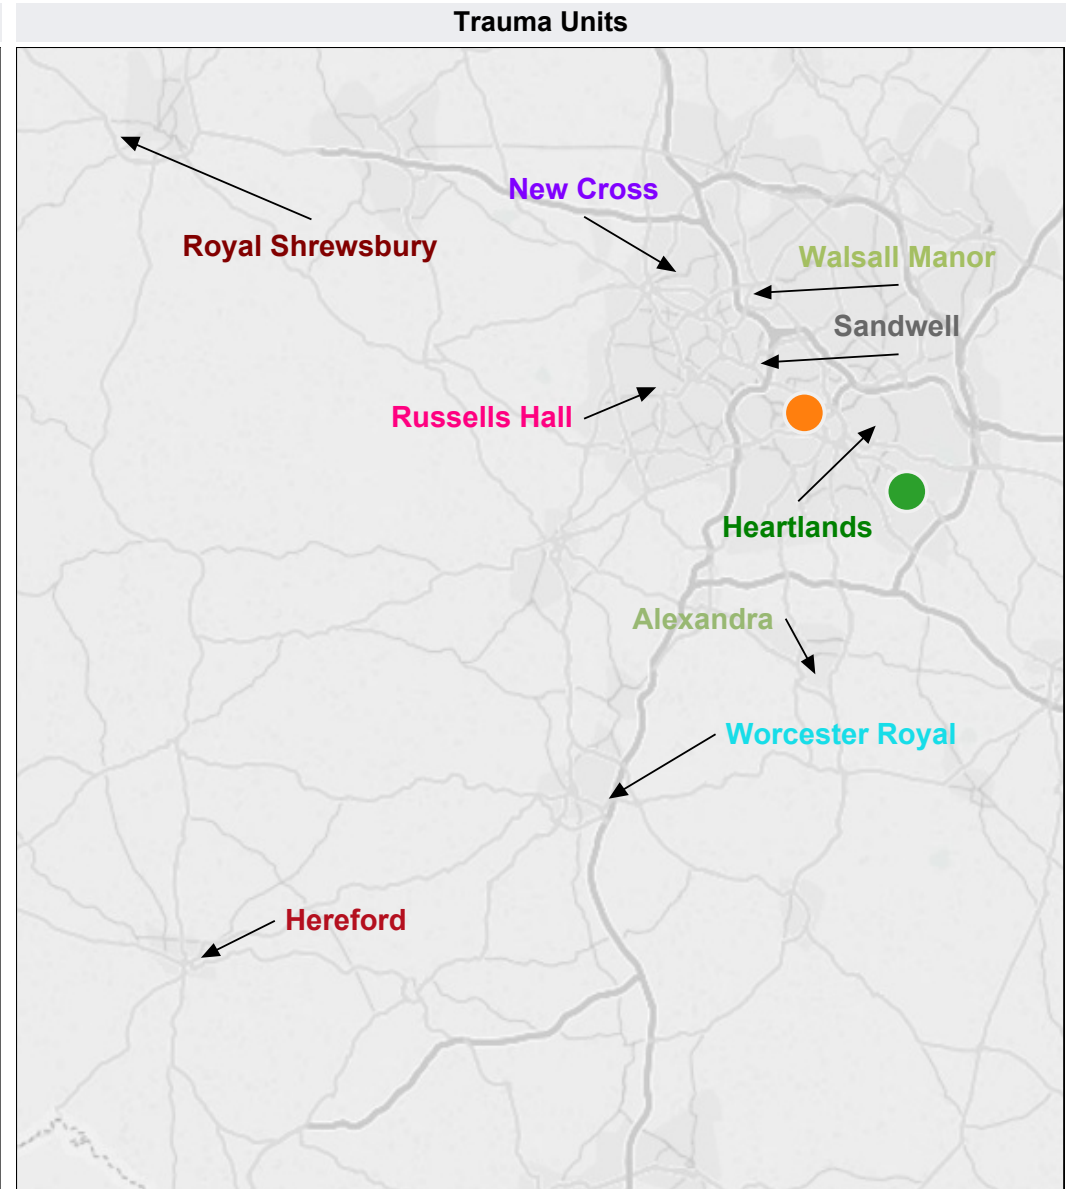 Trauma Units
New Cross
Royal Shrewsbury
Walsall Manor
Sandwell
Russells Hall
Heartlands
Alexandra
Worcester Royal
Hereford